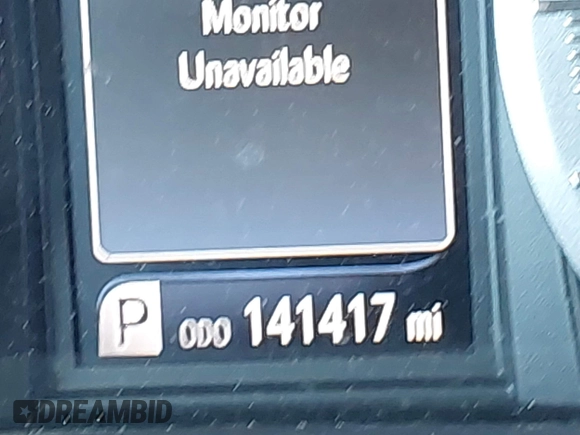 Monitor
Unavailable
P ODO 141417 mi
DREAMBID